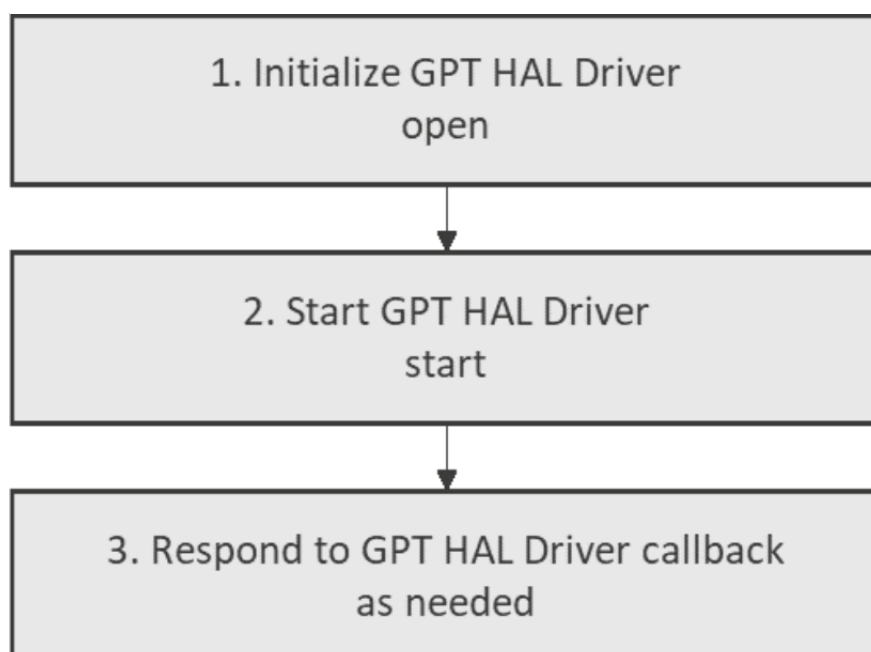 1. Initialize GPT HAL Driver
open
2. Start GPT HAL Driver
start
3. Respond to GPT HAL Driver callback
as needed